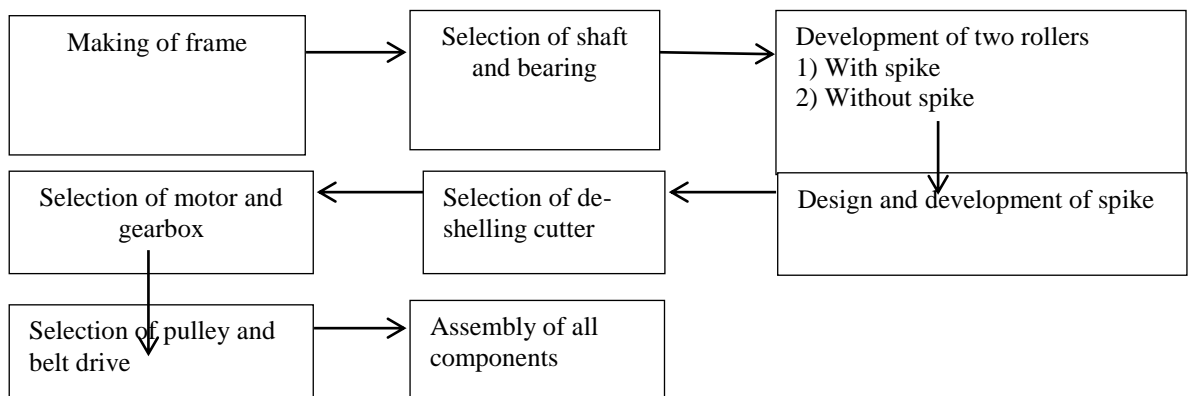 Making of frame
Selection of shaft
and bearing
Development of two rollers
1) With spike
2) Without spike
Design and development of spike
Selection of de-
shelling cutter
Selection of motor and
gearbox
Selection of pulley and
belt drive
Assembly of all
components